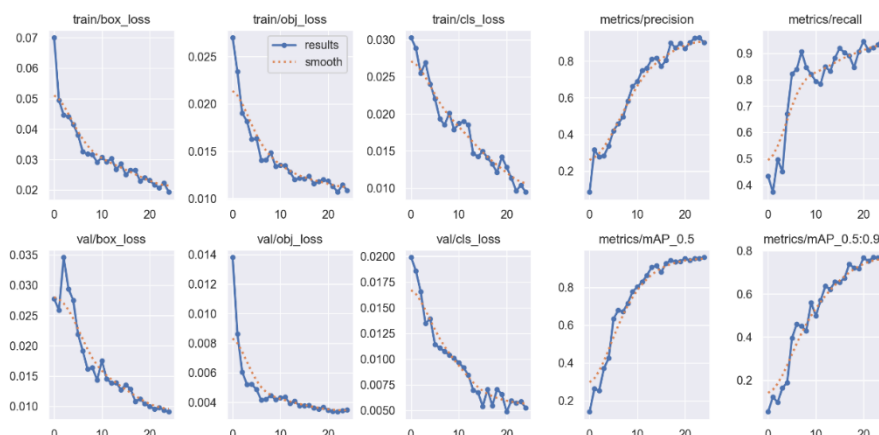 train/box_loss
train/obj_loss
train/cls_loss
metrics/precision
metrics/recall
0.07
0.06
0.05
0.04
0.03
0.02
0 10 20
0.025
0.020
0.015
0.010
results
smooth
0 10 20
0.030
0.025
0.020
0.015
0.010
0 10 20
0.8
0.6
0.4
0.2
0 10 20
0.9
0.8
0.7
0.6
0.5
0.4
0 10 20
val/box_loss
val/obj_loss
val/cls_loss
metrics/mAP_0.5
metrics/mAP_0.5:0.9
0.035
0.030
0.025
0.020
0.015
0.010
0 10 20
0.014
0.012
0.010
0.008
0.006
0.004
0 10 20
0.0200
0.0175
0.0150
0.0125
0.0100
0.0075
0.0050
0 10 20
0.8
0.6
0.4
0.2
0 10 20
0.8
0.6
0.4
0.2
0 10 20